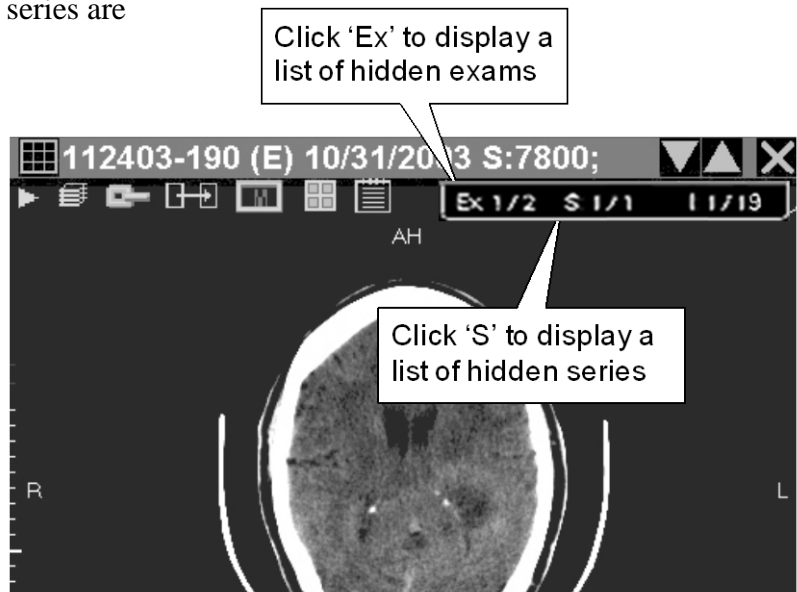 series are
Click ‘Ex’ to display a
list of hidden exams
112403-190 (E) 10/31/2003 S:7800;
Ex 1/2 S 1/1 I 1/19
AH
Click ‘S’ to display a
list of hidden series
R
L